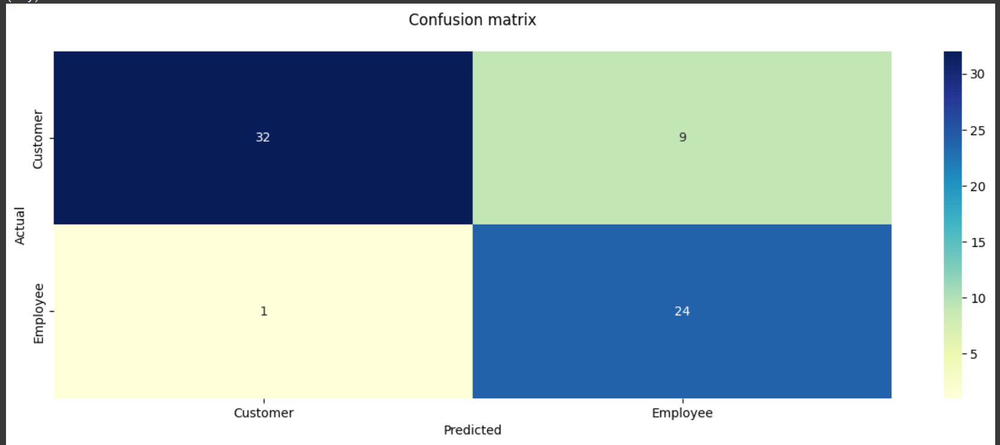 Confusion matrix
Customer
32
9
30
25
20
Actual
15
Employee
1
24
10
5
Customer
Employee
Predicted